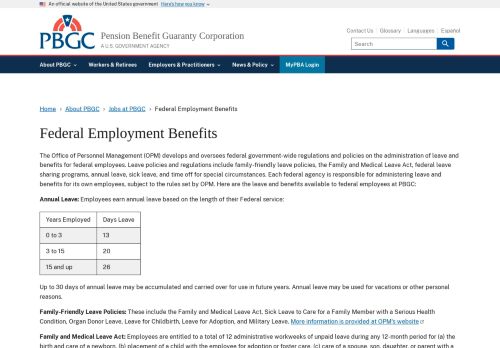 An official website of the United States government Here's how you know
PBGC
Pension Benefit Guaranty Corporation
A U.S. GOVERNMENT AGENCY
Contact Us Glossary Languages Español
Search
About PBGC Workers & Retirees Employers & Practitioners News & Policy MyPBA Login
Home > About PBGC > Jobs at PBGC > Federal Employment Benefits
Federal Employment Benefits
The Office of Personnel Management (OPM) develops and oversees federal government-wide regulations and policies on the administration of leave and
benefits for federal employees. Leave policies and regulations include family-friendly leave policies, the Family and Medical Leave Act, federal leave
sharing programs, annual leave, sick leave, and time off for special circumstances. Each federal agency is responsible for administering leave and
benefits for its own employees, subject to the rules set by OPM. Here are the leave and benefits available to federal employees at PBGC:
Annual Leave: Employees earn annual leave based on the length of their Federal service:
Years Employed Days Leave
0 to 3 13
3 to 15 20
15 and up 26
Up to 30 days of annual leave may be accumulated and carried over for use in future years. Annual leave may be used for vacations or other personal
reasons.
Family-Friendly Leave Policies: These include the Family and Medical Leave Act, Sick Leave to Care for a Family Member with a Serious Health
Condition, Organ Donor Leave, Leave for Childbirth, Leave for Adoption, and Military Leave. More information is provided at OPM's website
Family and Medical Leave Act: Employees are entitled to a total of 12 administrative workweeks of unpaid leave during any 12-month period for (a) the
birth and care of a newborn, (b) placement of a child with the employee for adoption or foster care, (c) care of a spouse, son, daughter, or parent with a